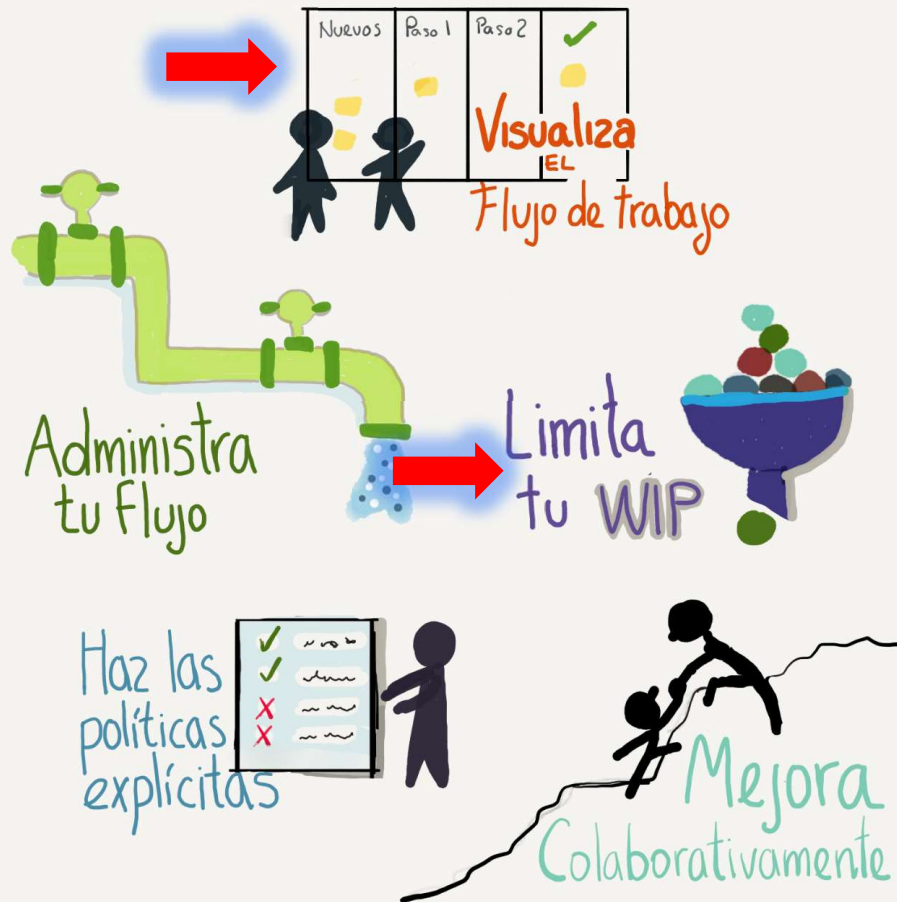 Nuevos Paso 1 Paso 2
Visualiza
EL
Flujo de trabajo
Administra
tu Flujo
Limita
tu WIP
Haz las
políticas
explícitas
Mejora
Colaborativamente